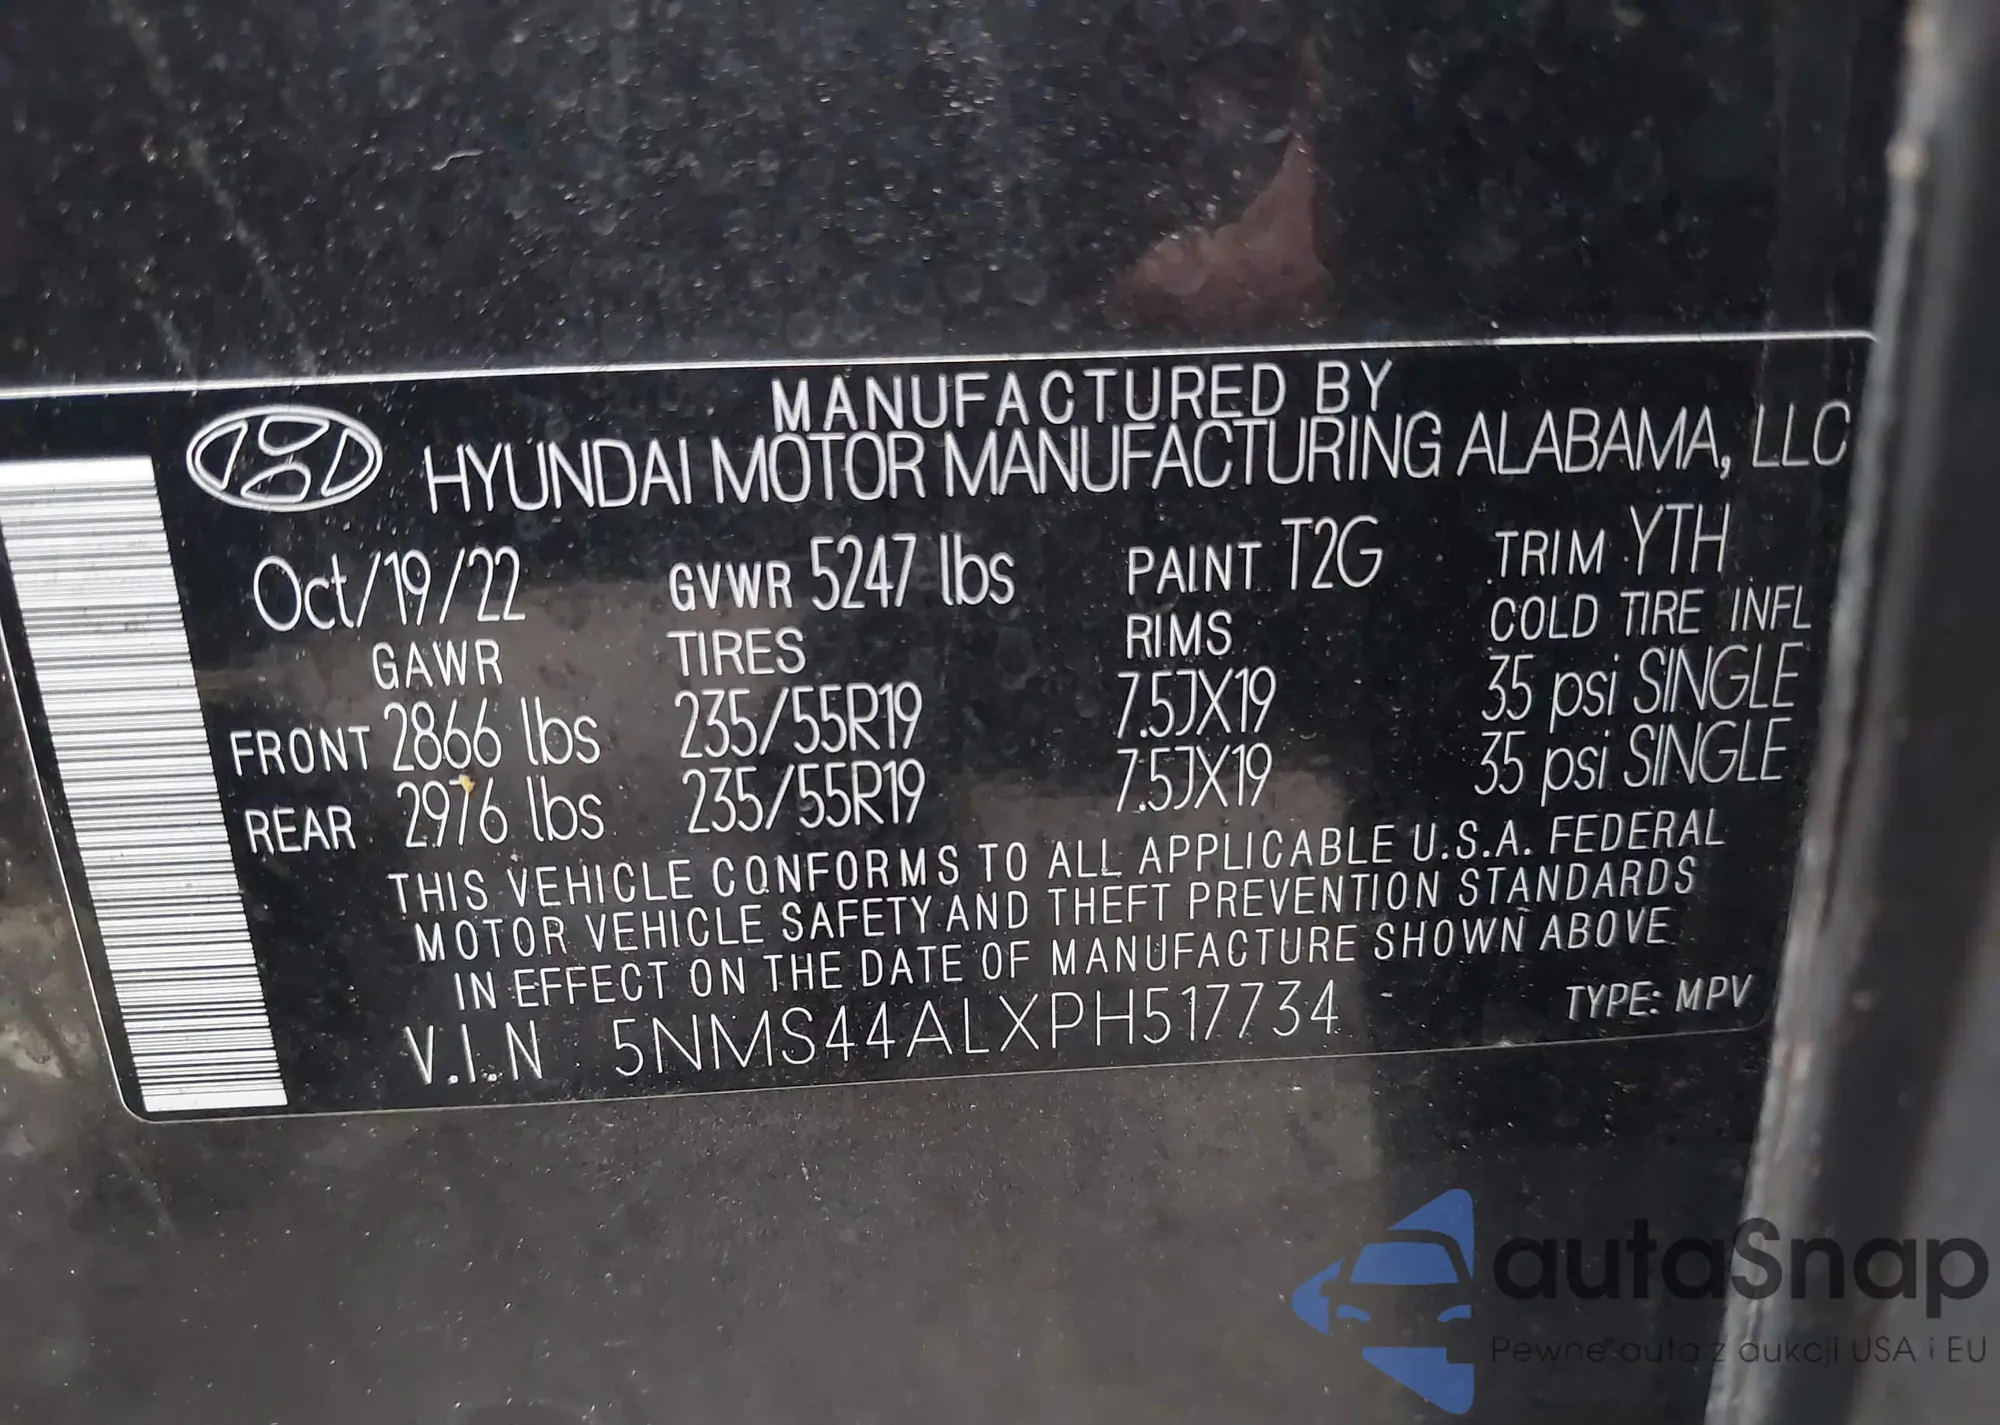 MANUFACTURED BY
HYUNDAI MOTOR MANUFACTURING ALABAMA, LLC
Oct/19/22 GVWR 5247 lbs PAINT T2G TRIM YTH
GAWR TIRES RIMS COLD TIRE INFL
FRONT 2866 lbs 235/55R19 7.5JX19 35 psi SINGLE
REAR 2976 lbs 235/55R19 7.5JX19 35 psi SINGLE
THIS VEHICLE CONFORMS TO ALL APPLICABLE U.S.A. FEDERAL
MOTOR VEHICLE SAFETY AND THEFT PREVENTION STANDARDS
IN EFFECT ON THE DATE OF MANUFACTURE SHOWN ABOVE
V.I.N 5NMS44ALXPH517734 TYPE: MPV
autaSnap
Pewne auta z aukcji USA i EU